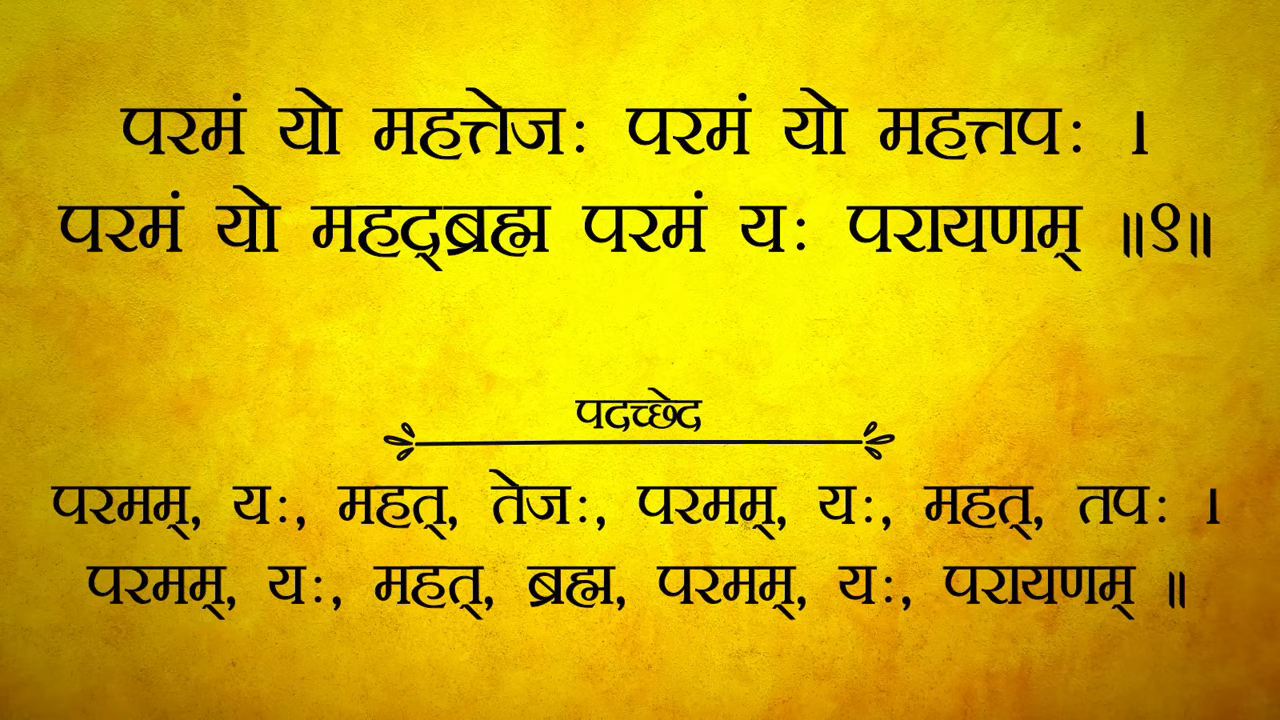 परमं यो महत्तेजः परमं यो महत्तपः ।
परमं यो महद्ब्रह्म परमं यः परायणम् ॥९॥
पदच्छेद
परमम्, यः, महत्, तेजः, परमम्, यः, महत्, तपः ।
परमम्, यः, महत्, ब्रह्म, परमम्, यः, परायणम् ॥